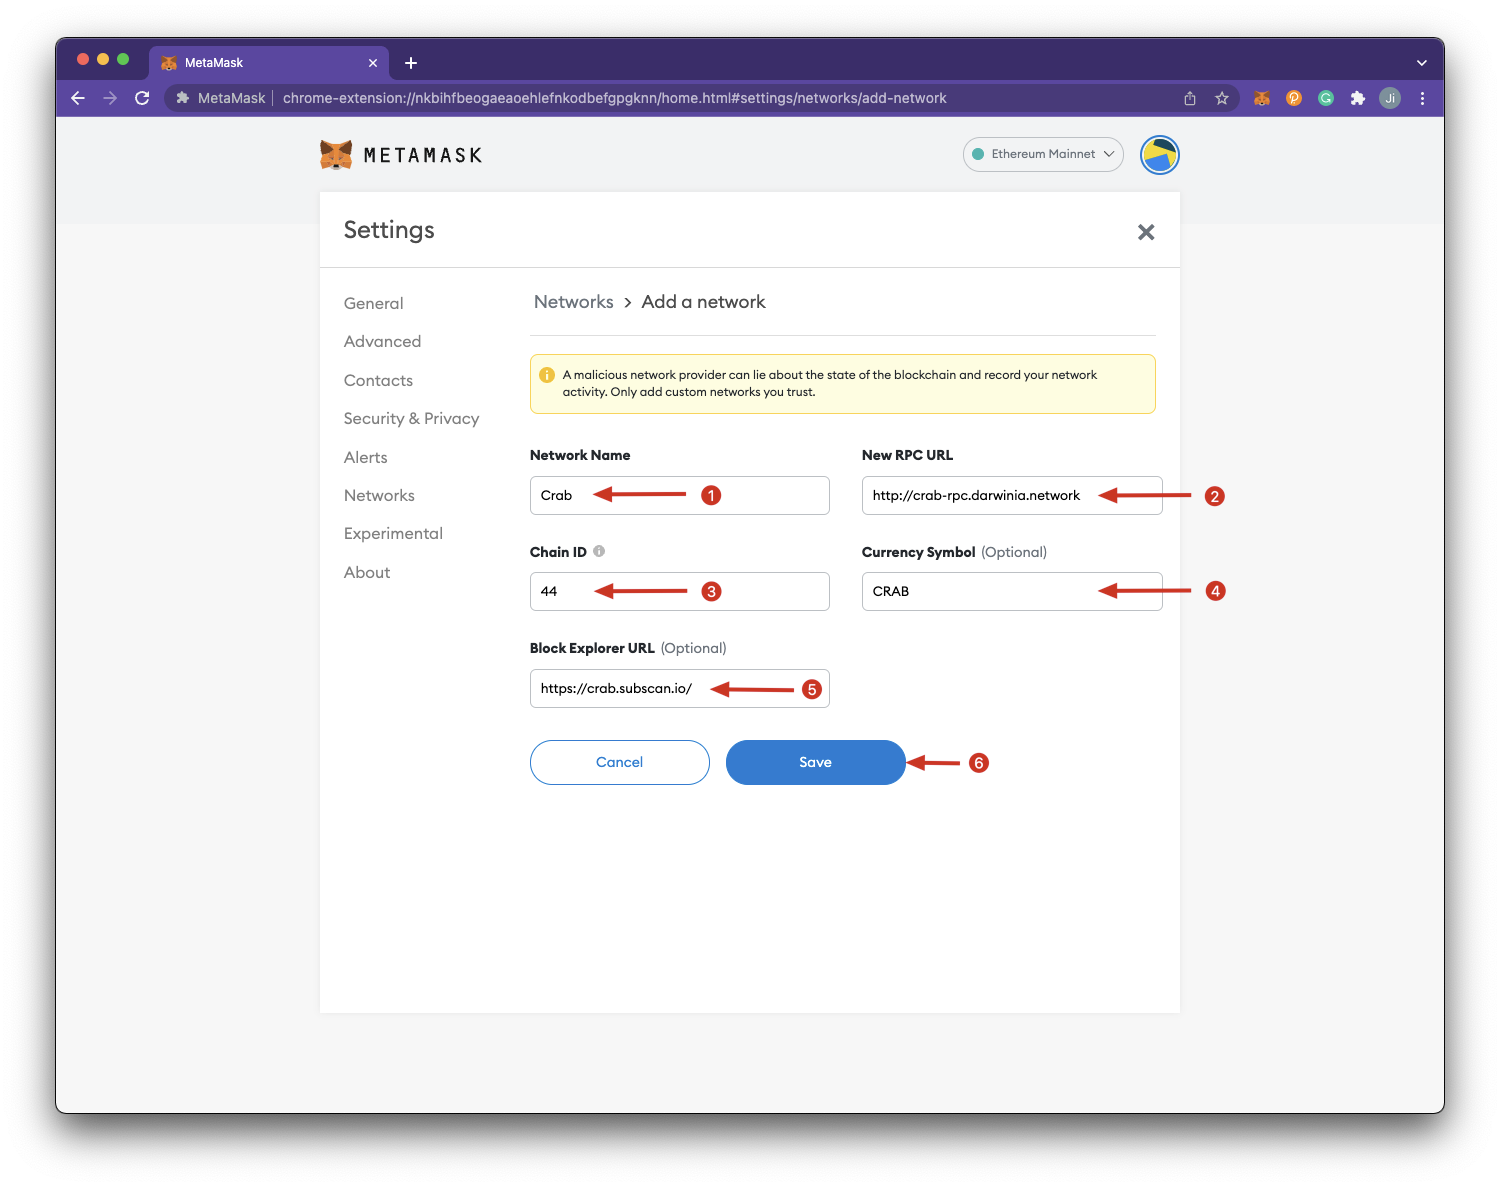 MetaMask
MetaMask
chrome-extension://nkbihfbeogaeaoehlefnkodbefgpgknn/home.html#settings/networks/add-network
Ji
METAMASK
Ethereum Mainnet
Settings
General
Advanced
Contacts
Security & Privacy
Alerts
Networks
Experimental
About
Networks > Add a network
A malicious network provider can lie about the state of the blockchain and record your network
activity. Only add custom networks you trust.
Network Name
Crab
1
New RPC URL
http://crab-rpc.darwinia.network
2
Chain ID
44
3
Currency Symbol (Optional)
CRAB
4
Block Explorer URL (Optional)
https://crab.subscan.io/
5
Cancel
Save
6